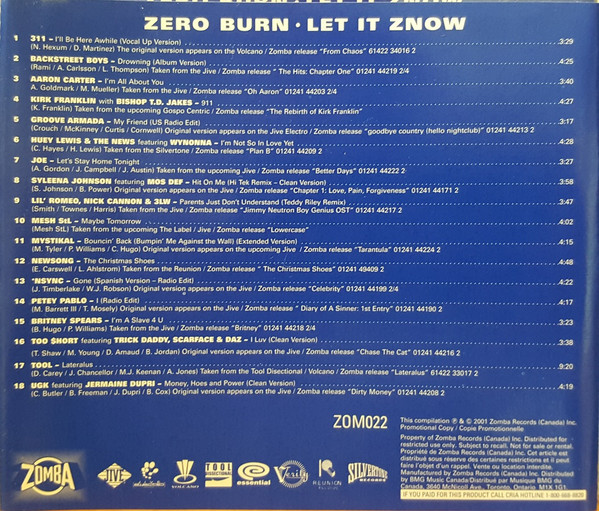 ZERO BURN • LET IT ZNOW
1 311 – I'll Be Here Awhile (Vocal Up Version) 3:29
(N. Hexum / D. Martinez) The original version appears on the Volcano / Zomba release "From Chaos" 61422 34016 2
2 BACKSTREET BOYS – Drowning (Album Version) 4:25
(Rami / A. Carlsson / L. Thompson) Taken from the Jive / Zomba release " The Hits: Chapter One" 01241 44219 2/4
3 AARON CARTER – I'm All About You 3:40
A. Goldmark / M. Mueller) Taken from the Jive / Zomba release "Oh Aaron" 01241 44203 2/4
4 KIRK FRANKLIN with BISHOP T.D. JAKES – 911 4:27
(K. Franklin) Taken from the upcoming Gospo Centric / Zomba release "The Rebirth of Kirk Franklin"
5 GROOVE ARMADA – My Friend (US Radio Edit) 3:17
(Crouch / McKinney / Curtis / Cornwell) Original version appears on the Jive Electro / Zomba release "goodbye country (hello nightclub)" 01241 44213 2
6 HUEY LEWIS & THE NEWS featuring WYNONNA – I'm Not So In Love Yet 4:28
(C. Hayes / H. Lewis) Taken from the Silvertone / Zomba release "Plan B" 01241 44209 2
7 JOE – Let's Stay Home Tonight 3:27
(A. Gordon / J. Campbell / J. Austin) Taken from the upcoming Jive / Zomba release "Better Days" 01241 44222 2
8 SYLEENA JOHNSON featuring MOS DEF – Hit On Me (Hi Tek Remix – Clean Version) 3:58
(S. Johnson / B. Power) Original version appears on the Jive / Zomba release "Chapter 1: Love, Pain, Forgiveness" 01241 44171 2
9 LIL' ROMEO, NICK CANNON & 3LW – Parents Just Don't Understand (Teddy Riley Remix) 3:47
(Smith / Townes / Harris) Taken from the Jive / Zomba release "Jimmy Neutron Boy Genius OST" 01241 44217 2
10 MESH StL – Maybe Tomorrow 4:02
(Mesh StL) Taken from the upcoming The Label / Jive / Zomba release "Lowercase"
11 MYSTIKAL – Bouncin' Back (Bumpin' Me Against the Wall) (Extended Version) 4:15
(M. Tyler / P. Williams / C. Hugo) Original version appears on the upcoming Jive / Zomba release "Tarantula" 01241 44224 2
12 NEWSONG – The Christmas Shoes 4:48
(E. Carswell / L. Ahlstrom) Taken from the Reunion / Zomba release " The Christmas Shoes" 01241 49409 2
13 *NSYNC – Gone (Spanish Version – Radio Edit) 4:22
(J. Timberlake / W.J. Robson) Original version appears on the Jive / Zomba release "Celebrity" 01241 44199 2/4
14 PETEY PABLO – I (Radio Edit) 4:17
(M. Barrett III / T. Mosely) Original version appears on the Jive / Zomba release " Diary Of A Sinner: 1st Entry" 01241 44190 2
15 BRITNEY SPEARS – I'm A Slave 4 U 3:23
(B. Hugo / P. Williams) Taken from the Jive / Zomba release "Britney" 01241 44218 2/4
16 TOO $HORT featuring TRICK DADDY, SCARFACE & DAZ – I Luv (Clean Version) 3:38
(T. Shaw / M. Young / D. Arnaud / B. Jordan) Original version appears on the Jive / Zomba release "Chase The Cat" 01241 44216 2
17 TOOL – Lateralus 9:20
(D. Carey / J. Chancellor / M.J. Keenan / A. Jones) Taken from the Tool Disectional / Volcano / Zomba release "Lateralus" 61422 33017 2
18 UGK featuring JERMAINE DUPRI – Money, Hoes and Power (Clean Version) 4:19
(C. Butler / B. Freeman / J. Dupri / B. Cox) Original version appears on the Jive / Zomba release "Dirty Money" 01241 44208 2
ZOM022
This compilation ℗ & © 2001 Zomba Records (Canada) Inc.
Promotional Copy / Copie Promotionnelle
Property of Zomba Records (Canada) Inc. Distributed for
restricted use only. Subject to recall. Not for sale or rental.
Propriété de Zomba Records (Canada) Inc. Cet article est
distribué sous réserve de certaines restrictions et il peut
faire l'objet d'un rappel. Vente ou location interdite.
Manufactured by Zomba Records (Canada) Inc. Distributed by
BMG Music Canada/Distribué par Musique BMG du
Canada. 3640 McNicoll Ave., Toronto, Ontario. M1X 1G1.
IF YOU PAID FOR THIS PRODUCT CALL CRIA HOTLINE 1-800-668-8820
ZOMBA
JIVE
VOLCANO
TOOL
DISSECTIONAL
essential
Verity
REUNION
SILVERTONE
RECORDS